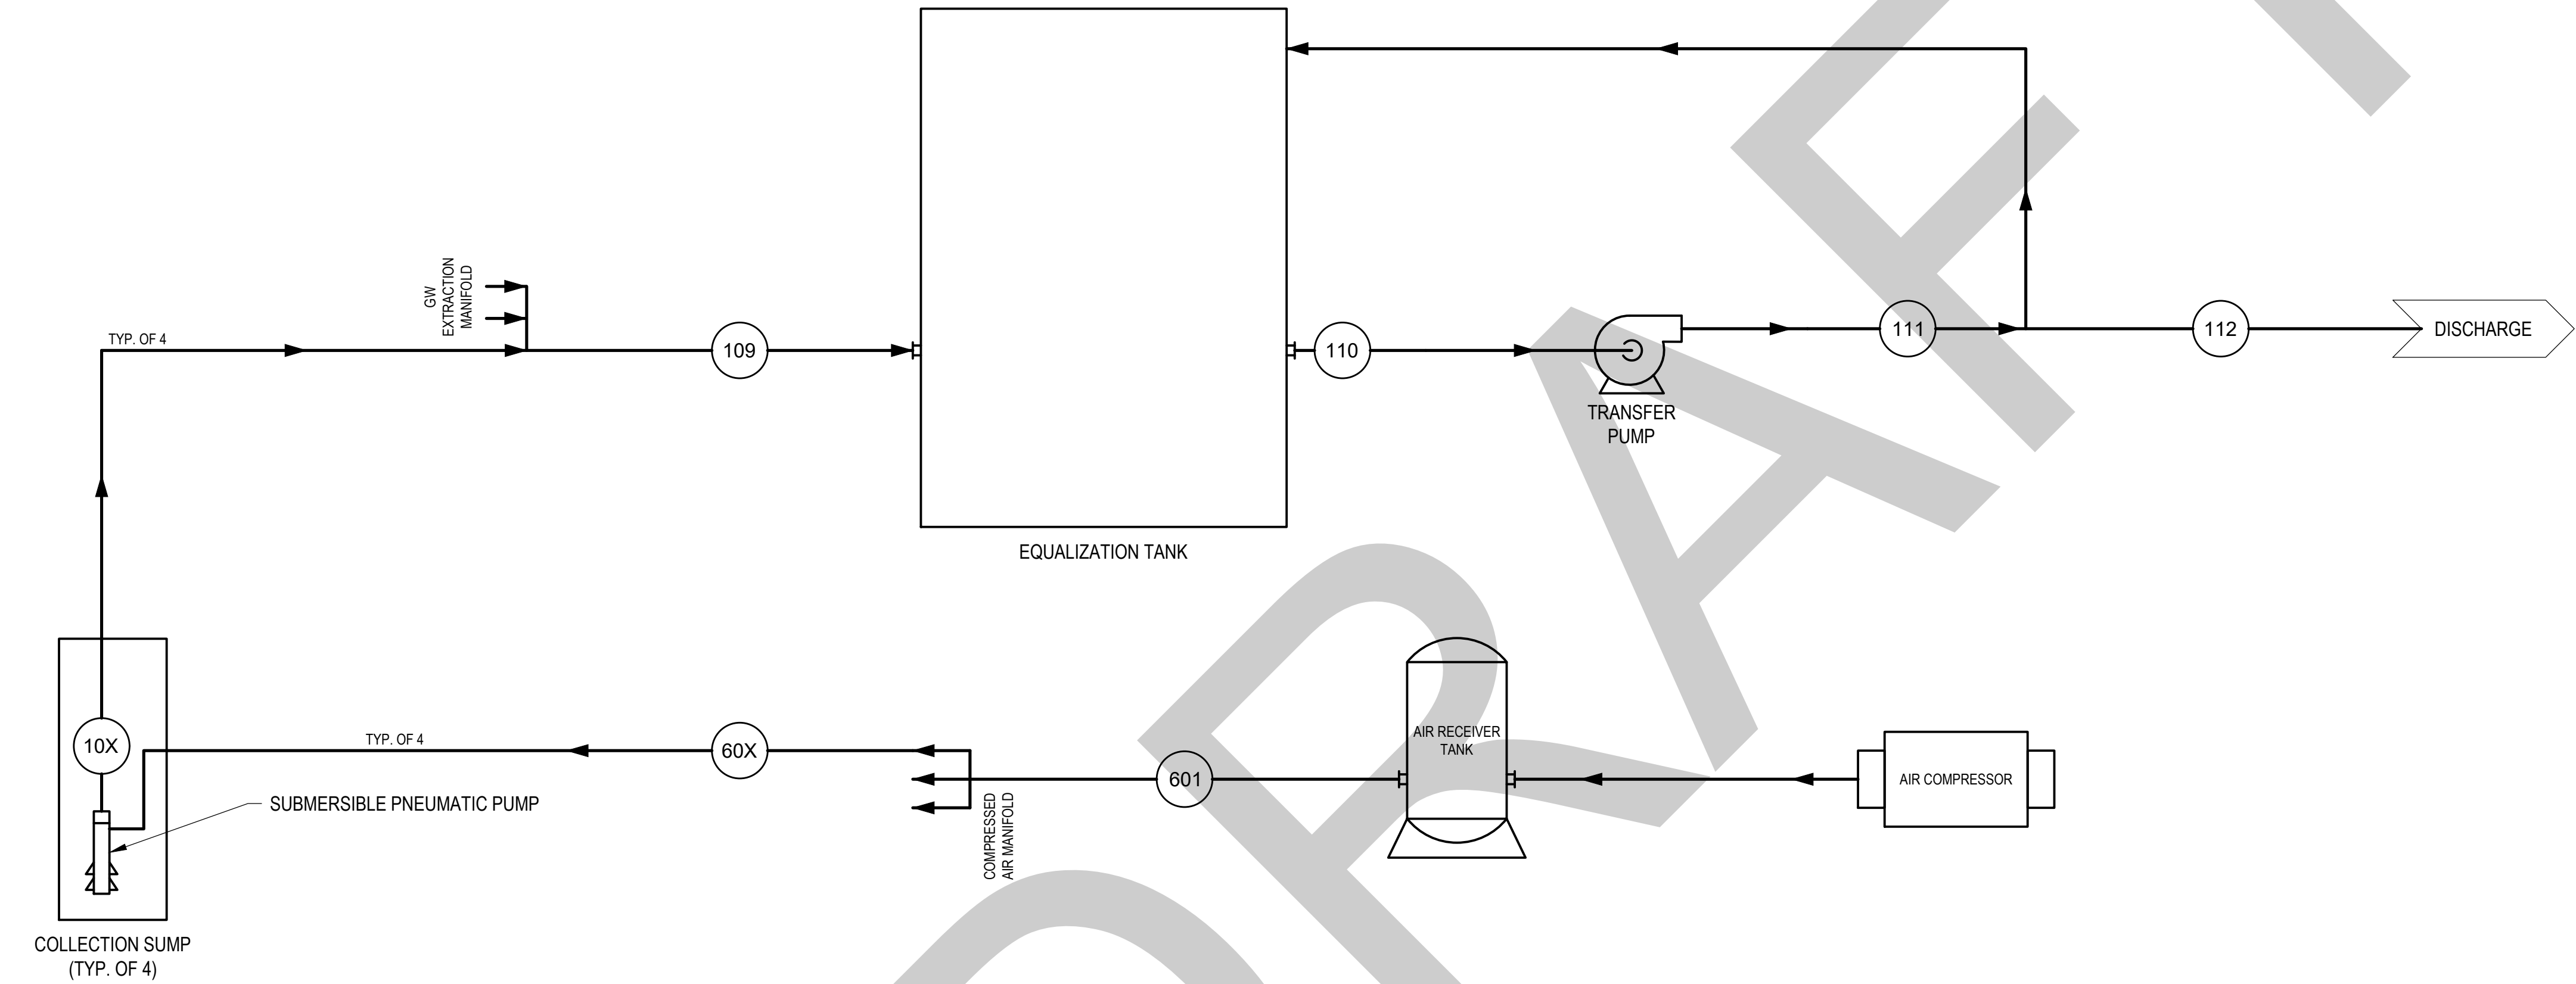 GW
EXTRACTION
MANIFOLD
TYP. OF 4
109
110
111
112
DISCHARGE
TRANSFER
PUMP
EQUALIZATION TANK
10X
TYP. OF 4
60X
601
AIR RECEIVER
TANK
AIR COMPRESSOR
SUBMERSIBLE PNEUMATIC PUMP
COMPRESSED
AIR MANIFOLD
COLLECTION SUMP
(TYP. OF 4)